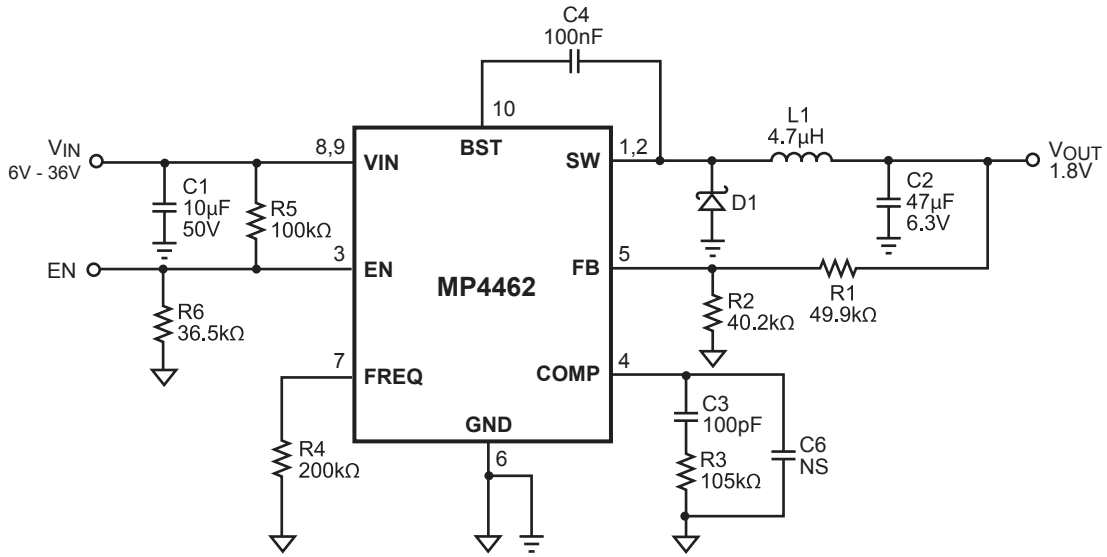 C4
100nF
10
L1
4.7µH
VIN
6V - 36V
8,9
VIN
BST
SW
1,2
VOUT
1.8V
C1
10µF
50V
R5
100kΩ
D1
C2
47µF
6.3V
EN
3
EN
MP4462
FB
5
R1
49.9kΩ
R2
40.2kΩ
R6
36.5kΩ
7
FREQ
COMP
4
GND
6
R4
200kΩ
C3
100pF
R3
105kΩ
C6
NS